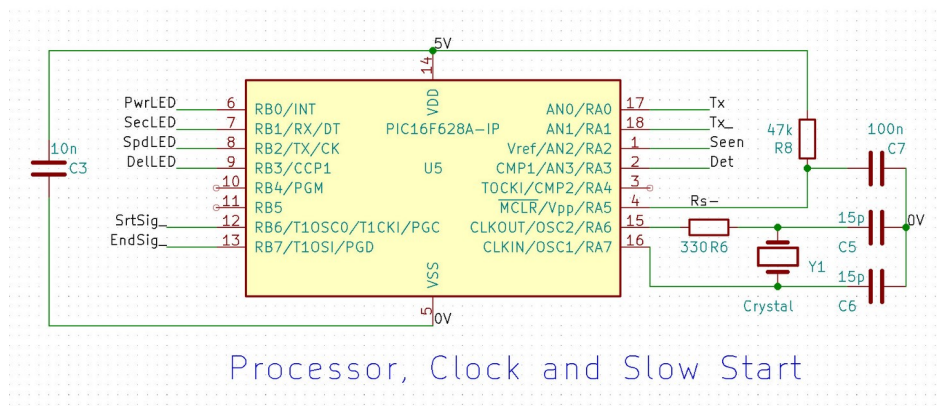 5V
14
VDD
PwrLED 6 RB0/INT AN0/RA0 17 Tx
SecLED 7 RB1/RX/DT PIC16F628A-IP AN1/RA1 18 Tx_
SpdLED 8 RB2/TX/CK Vref/AN2/RA2 1 Seen
DelLED 9 RB3/CCP1 U5 CMP1/AN3/RA3 2 Det
10 RB4/PGM TOCKI/CMP2/RA4 3
11 RB5 MCLR/Vpp/RA5 4 Rs-
SrtSig_ 12 RB6/T1OSO/T1CKI/PGC CLKOUT/OSC2/RA6 15
EndSig_ 13 RB7/T1OSI/PGD CLKIN/OSC1/RA7 16
VSS
5
0V
10n
C3
47k
R8
100n
C7
330R6
15p
C5
0V
Y1
Crystal
15p
C6
Processor, Clock and Slow Start